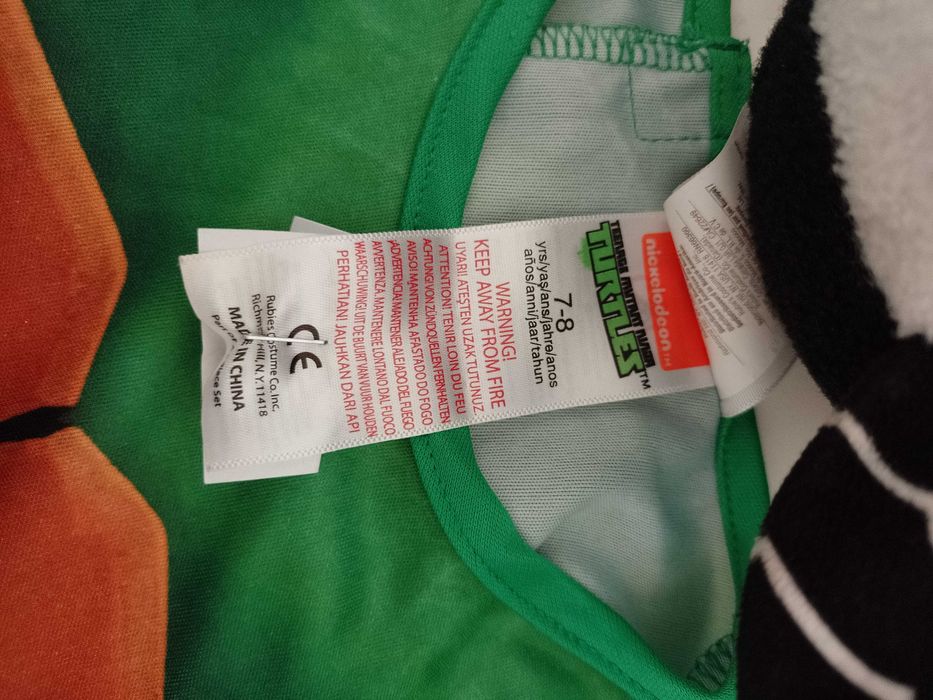 nickelodeon™
TEENAGE MUTANT NINJA
TURTLES™
7-8
yrs/yaş/ans/jahre/anos
años/anni/jaar/tahun
WARNING!
KEEP AWAY FROM FIRE
UYARI! ATEŞTEN UZAK TUTUNUZ
ATTENTION! TENIR LOIN DU FEU
ACHTUNG! VON ZÜNDQUELLEN FERNHALTEN
AVISO! MANTENHA AFASTADO DO FOGO
¡ADVERTENCIA! MANTENER ALEJADO DEL FUEGO
AVVERTENZA. MANTENERE LONTANO DAL FUOCO
WAARSCHUWING! UIT DE BUURT VAN VUUR HOUDEN
PERHATIAN! JAUHKAN DARI API
CE
Rubies Costume Co. Inc.
Richmond Hill, N.Y. 11418
MADE IN CHINA